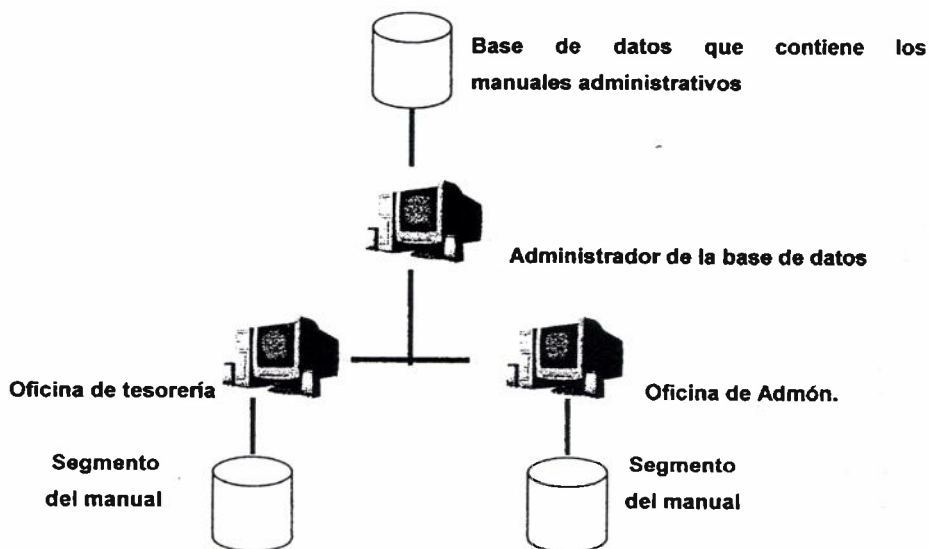 Base de datos que contiene los
manuales administrativos
Administrador de la base de datos
Oficina de tesorería
Oficina de Admón.
Segmento
del manual
Segmento
del manual